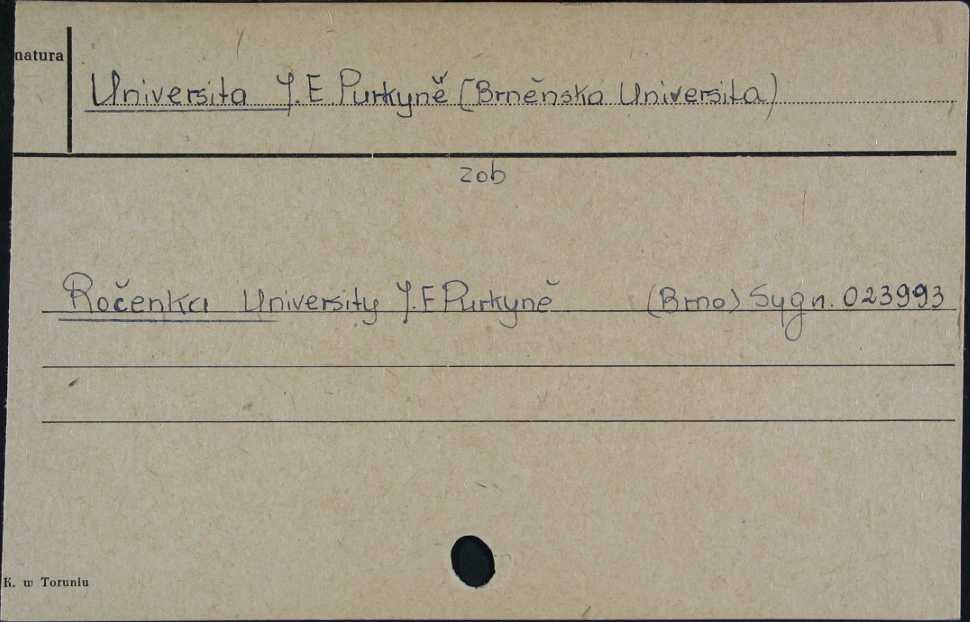 natura
Universita J. E. Purkyně (Brněnska Universita)
zob
Ročenka University J. E Purkyně (Brno) Sygn. 023993
K. w Toruniu